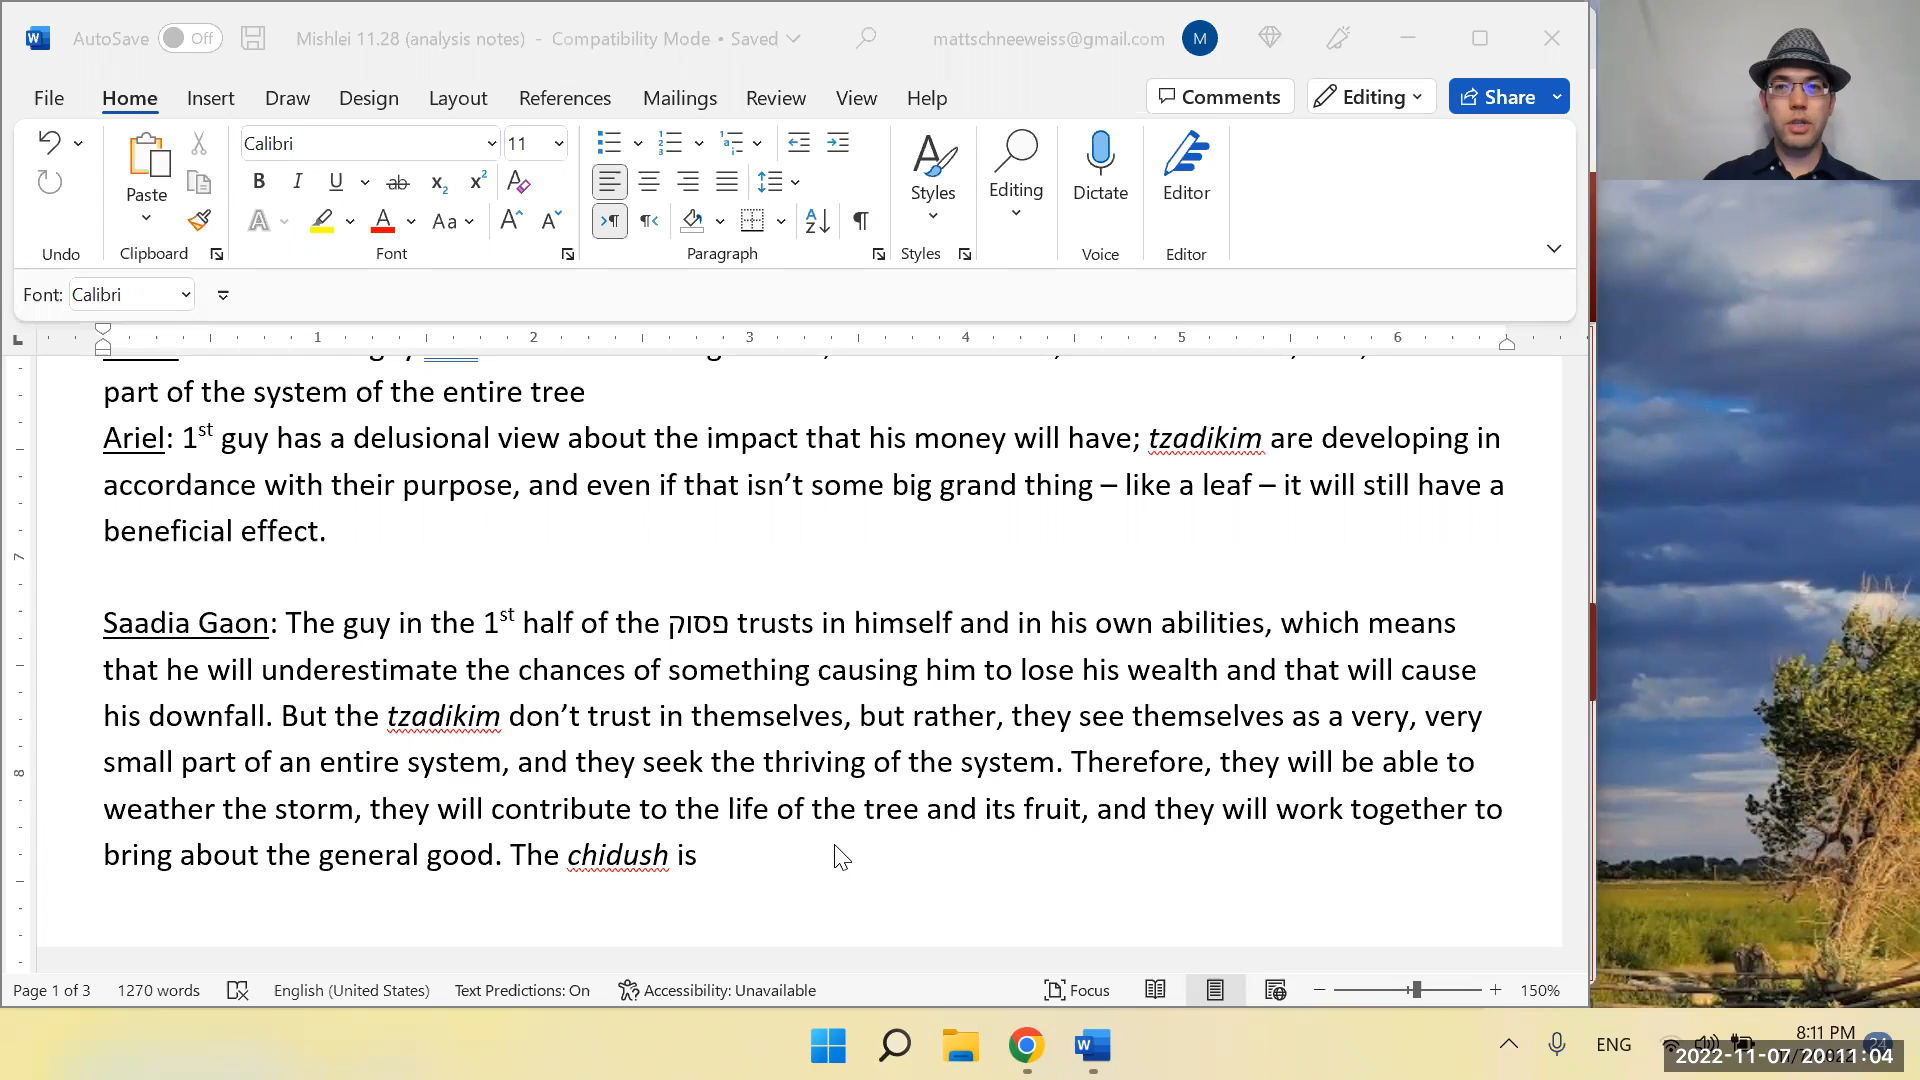 AutoSave Off Mishlei 11.28 (analysis notes) - Compatibility Mode • Saved mattschneeweiss@gmail.com M
File Home Insert Draw Design Layout References Mailings Review View Help Comments Editing Share
Calibri 11
Paste Styles Editing Dictate Editor
Undo Clipboard Font Paragraph Styles Voice Editor
Font: Calibri
1 2 3 4 5 6
part of the system of the entire tree
Ariel: 1st guy has a delusional view about the impact that his money will have; tzadikim are developing in
accordance with their purpose, and even if that isn't some big grand thing – like a leaf – it will still have a
beneficial effect.
Saadia Gaon: The guy in the 1st half of the פסוק trusts in himself and in his own abilities, which means
that he will underestimate the chances of something causing him to lose his wealth and that will cause
his downfall. But the tzadikim don't trust in themselves, but rather, they see themselves as a very, very
small part of an entire system, and they seek the thriving of the system. Therefore, they will be able to
weather the storm, they will contribute to the life of the tree and its fruit, and they will work together to
bring about the general good. The chidush is
Page 1 of 3 1270 words English (United States) Text Predictions: On Accessibility: Unavailable Focus 150%
ENG 8:11 PM
2022-11-07 20:11:04